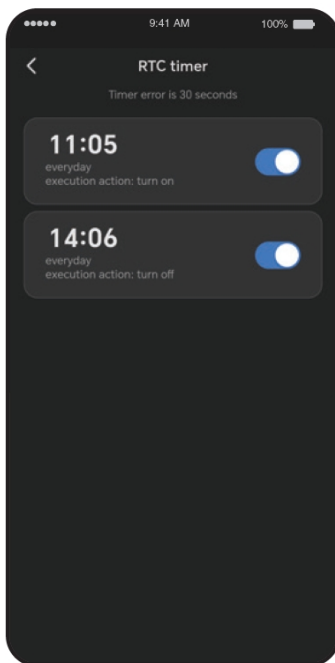 9:41 AM
100%
RTC timer
Timer error is 30 seconds
11:05
everyday
execution action: turn on
14:06
everyday
execution action: turn off